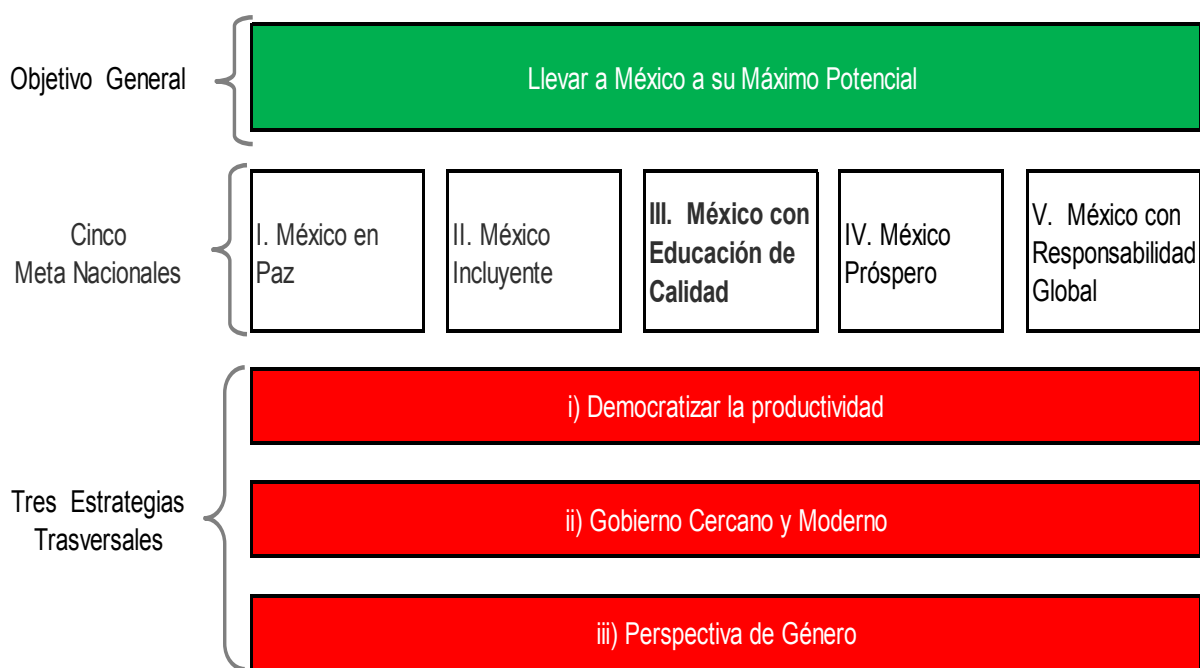 Objetivo General
Llevar a México a su Máximo Potencial
Cinco
Meta Nacionales
I. México en
Paz
II. México
Incluyente
III. México con
Educación de
Calidad
IV. México
Próspero
V. México con
Responsabilidad
Global
Tres Estrategias
Trasversales
i) Democratizar la productividad
ii) Gobierno Cercano y Moderno
iii) Perspectiva de Género